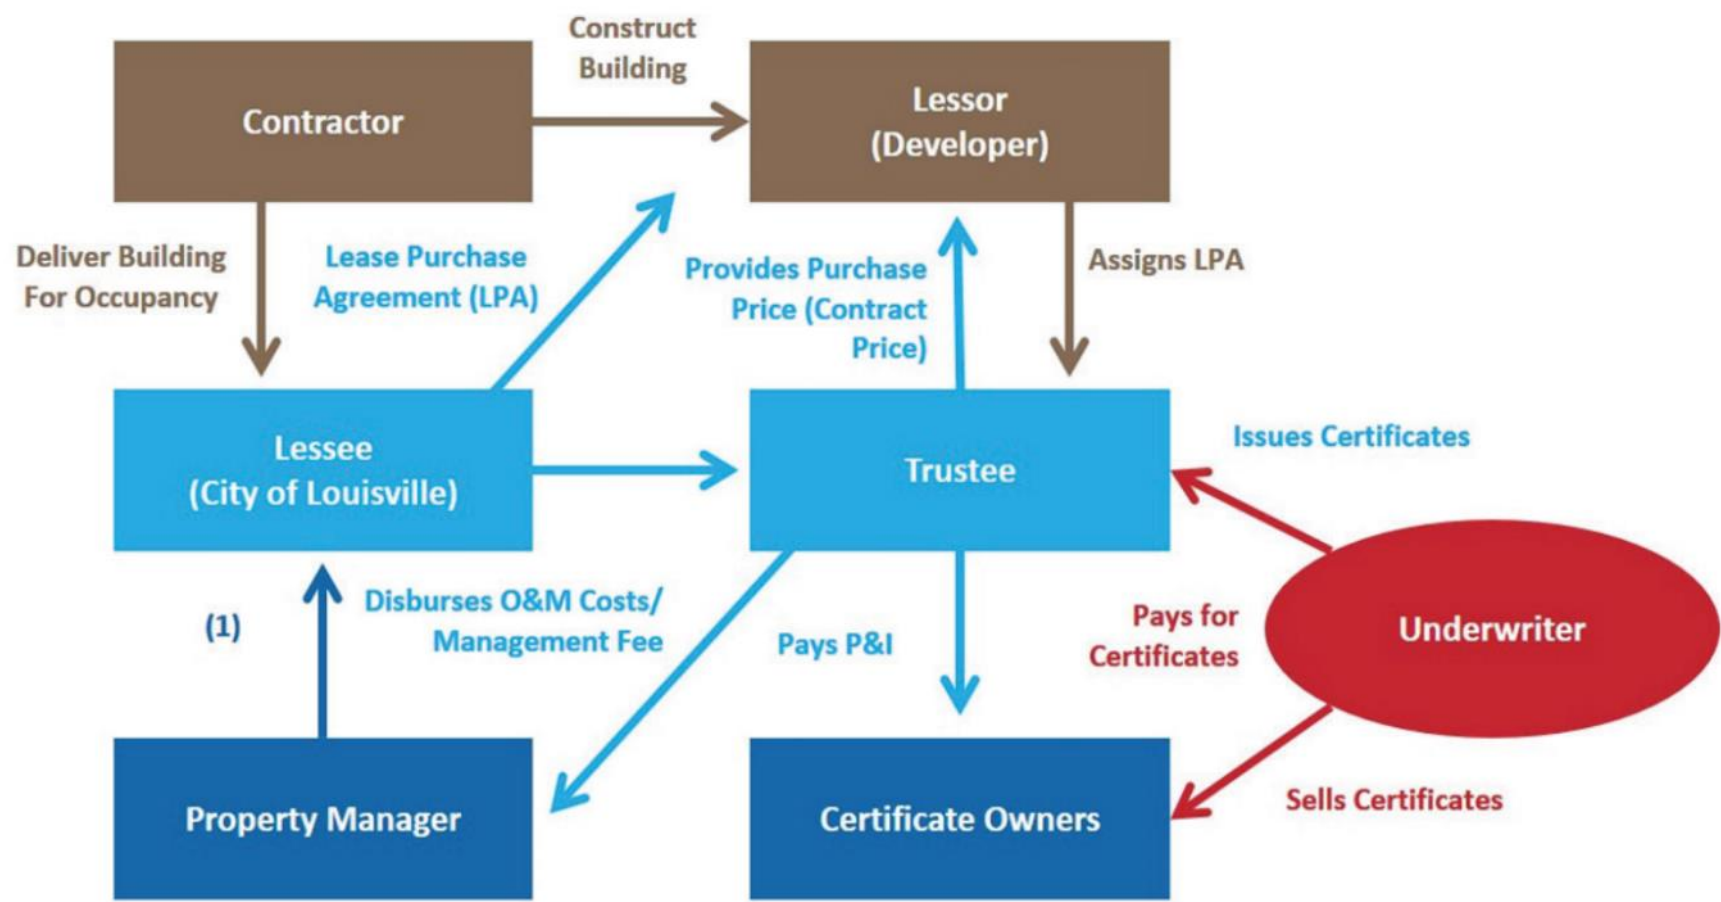 Construct
Building
Contractor
Lessor
(Developer)
Deliver Building
For Occupancy
Lease Purchase
Agreement (LPA)
Provides Purchase
Price (Contract
Price)
Assigns LPA
Lessee
(City of Louisville)
Trustee
Issues Certificates
(1)
Disburses O&M Costs/
Management Fee
Pays P&I
Pays for
Certificates
Underwriter
Property Manager
Certificate Owners
Sells Certificates